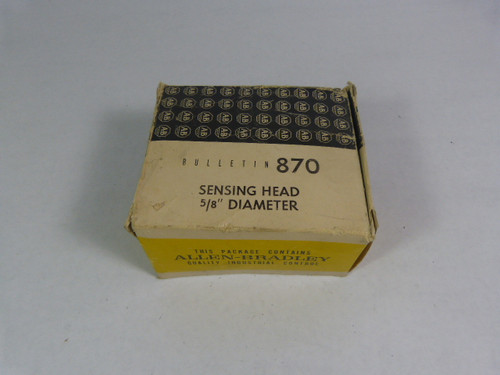 BULLETIN 870
SENSING HEAD
5/8" DIAMETER
THIS PACKAGE CONTAINS
ALLEN-BRADLEY
QUALITY INDUSTRIAL CONTROL